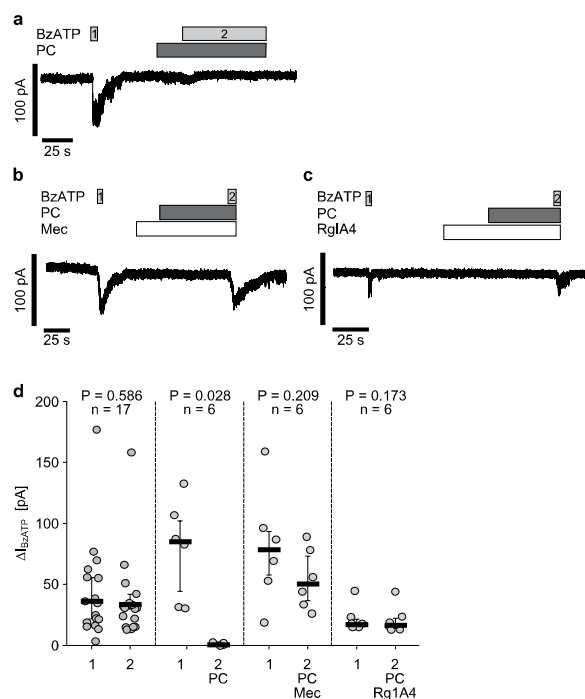 a
BzATP 1 2
PC
100 pA
25 s
b
BzATP 1 2
PC
Mec
100 pA
25 s
c
BzATP 1 2
PC
RgIA4
100 pA
25 s
d
P = 0.586 P = 0.028 P = 0.209 P = 0.173
n = 17 n = 6 n = 6 n = 6
200
150
100
50
0
ΔI BzATP [pA]
1 2 1 2 1 2 1 2
PC PC PC
Mec Rg1A4